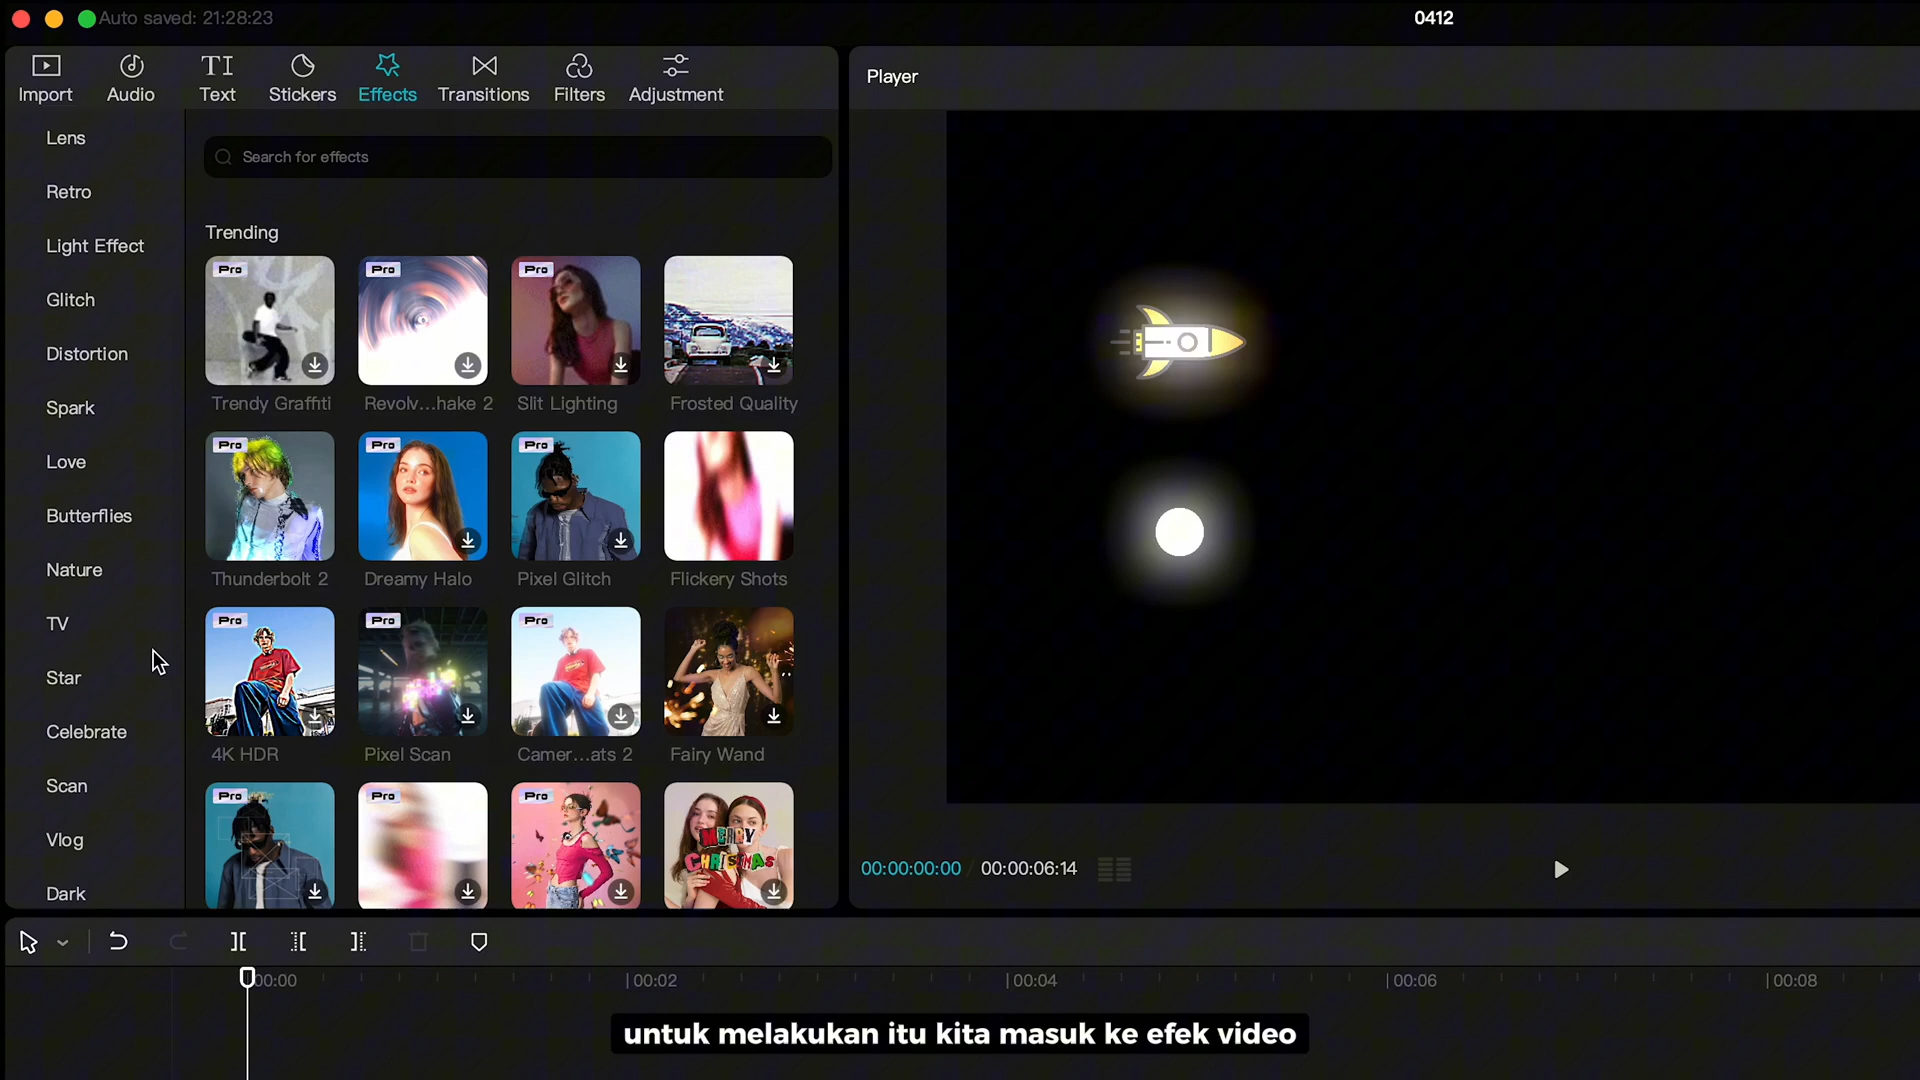 Auto saved: 21:28:23
0412
Import
Audio
Text
Stickers
Effects
Transitions
Filters
Adjustment
Player
Lens
Retro
Light Effect
Glitch
Distortion
Spark
Love
Butterflies
Nature
TV
Star
Celebrate
Scan
Vlog
Dark
Search for effects
Trending
Pro
Pro
Pro
Trendy Graffiti
Revolv...hake 2
Slit Lighting
Frosted Quality
Pro
Pro
Pro
Thunderbolt 2
Dreamy Halo
Pixel Glitch
Flickery Shots
Pro
Pro
Pro
4K HDR
Pixel Scan
Camer...ats 2
Fairy Wand
Pro
Pro
Pro
MERRY
CHRISTMAS
00:00:00:00 / 00:00:06:14
00:00
00:02
00:04
00:06
00:08
untuk melakukan itu kita masuk ke efek video